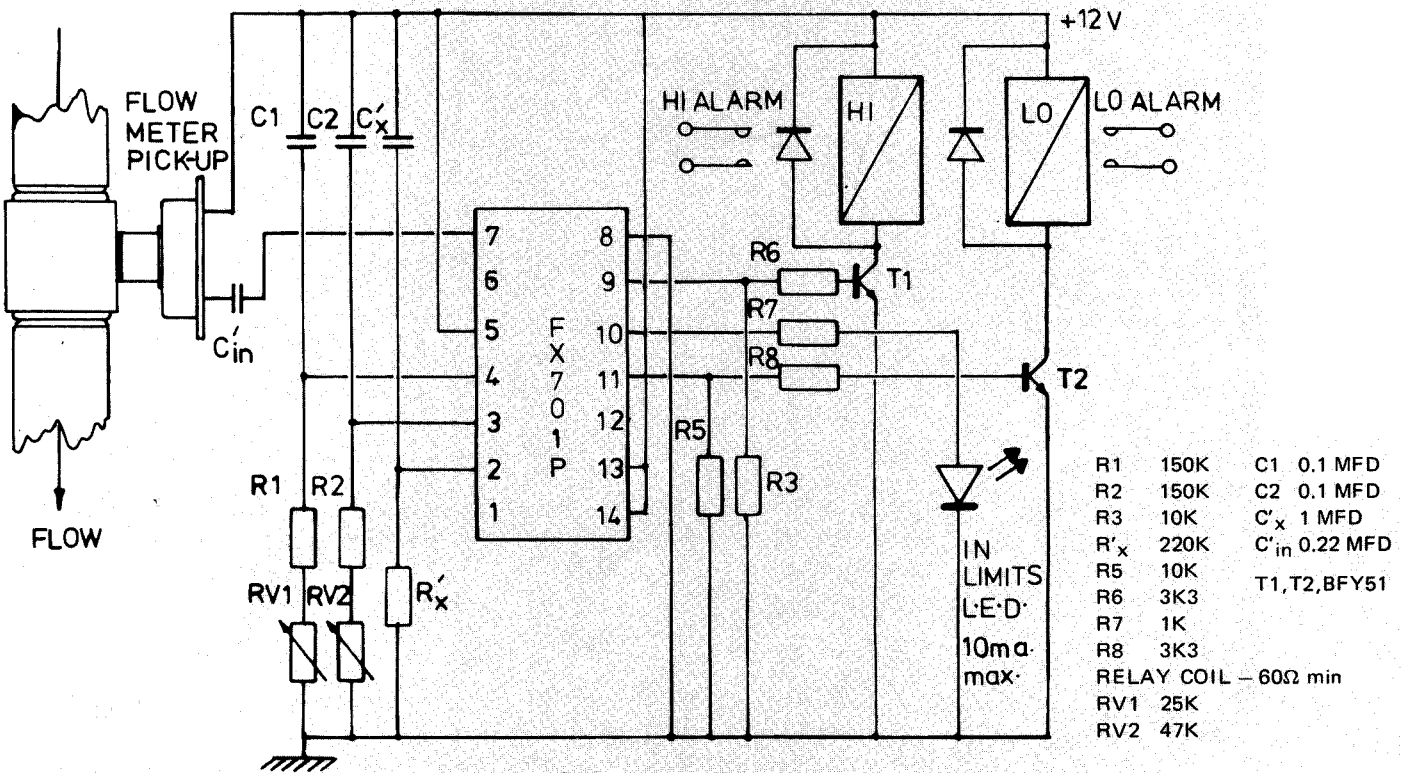 +12 V
FLOW
METER
PICK-UP
C1
C2
C'x
HI ALARM
HI
LO
LO ALARM
C'in
7
6
5
4
3
2
1
FX701P
8
9
10
11
12
13
14
R6
R7
R8
T1
T2
R5
R3
R1
R2
RV1
RV2
R'x
FLOW
IN
LIMITS
L·E·D·
10ma·
max·
R1 150K C1 0.1 MFD
R2 150K C2 0.1 MFD
R3 10K C'x 1 MFD
R'x 220K C'in 0.22 MFD
R5 10K
T1,T2,BFY51
R6 3K3
R7 1K
R8 3K3
RELAY COIL – 60Ω min
RV1 25K
RV2 47K